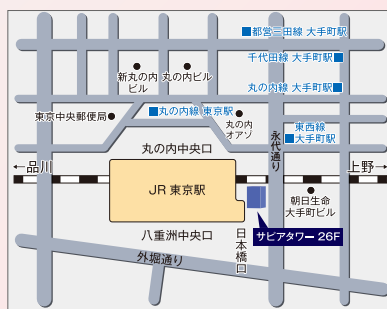 ■都営三田線 大手町駅
千代田線 大手町駅■
新丸の内
ビル
丸の内ビル
丸の内線 大手町駅■
東京中央郵便局●
■丸の内線 東京駅
丸の内
オアゾ
東西線
■大手町駅
永代通り
丸の内中央口
←品川
上野→
JR 東京駅
朝日生命
大手町ビル
サピアタワー 26F
八重洲中央口
日本橋口
外堀通り